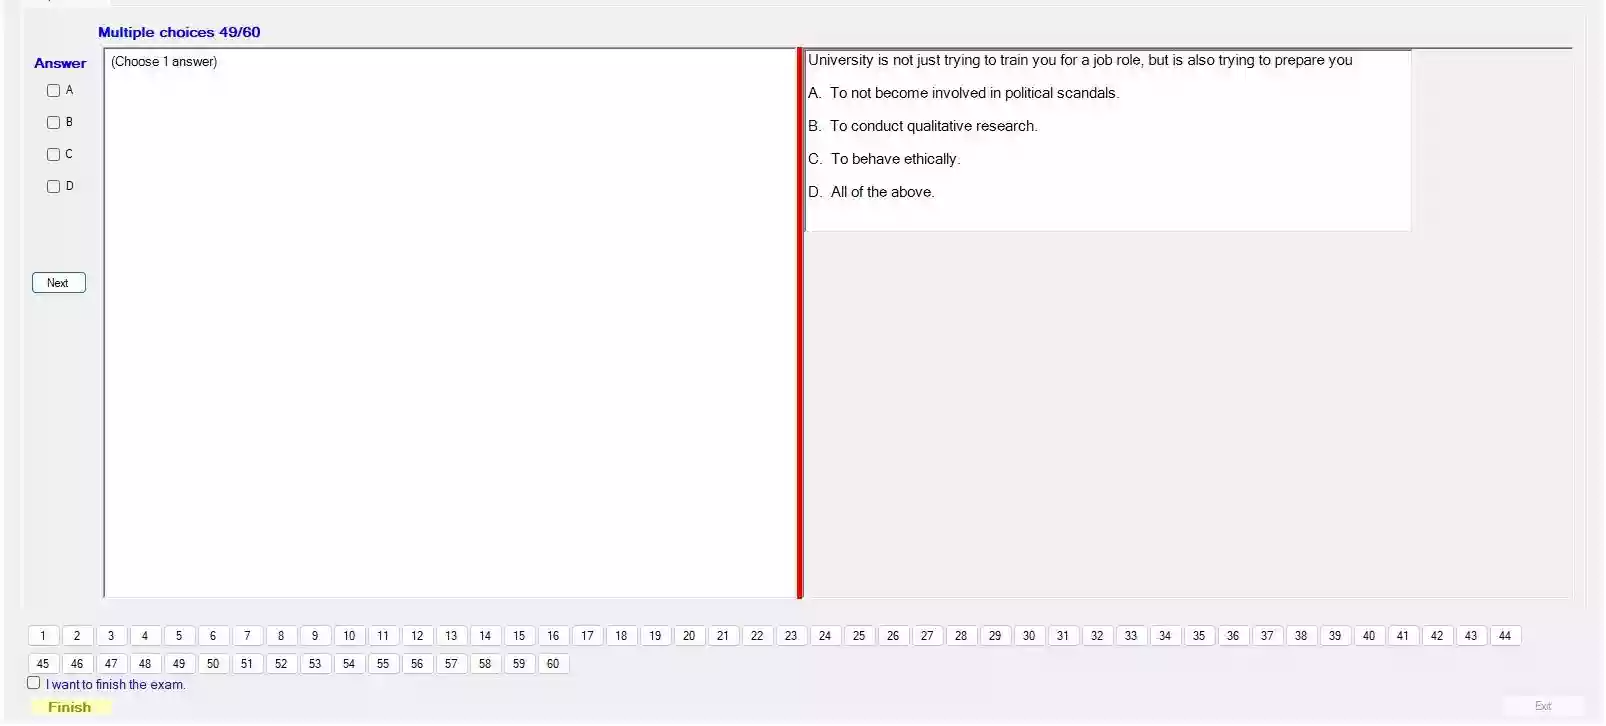 Multiple choices 49/60
Answer
(Choose 1 answer)
A
B
C
D
Next
University is not just trying to train you for a job role, but is also trying to prepare you
A. To not become involved in political scandals.
B. To conduct qualitative research.
C. To behave ethically.
D. All of the above.
1 2 3 4 5 6 7 8 9 10 11 12 13 14 15 16 17 18 19 20 21 22 23 24 25 26 27 28 29 30 31 32 33 34 35 36 37 38 39 40 41 42 43 44
45 46 47 48 49 50 51 52 53 54 55 56 57 58 59 60
I want to finish the exam.
Finish
Exit